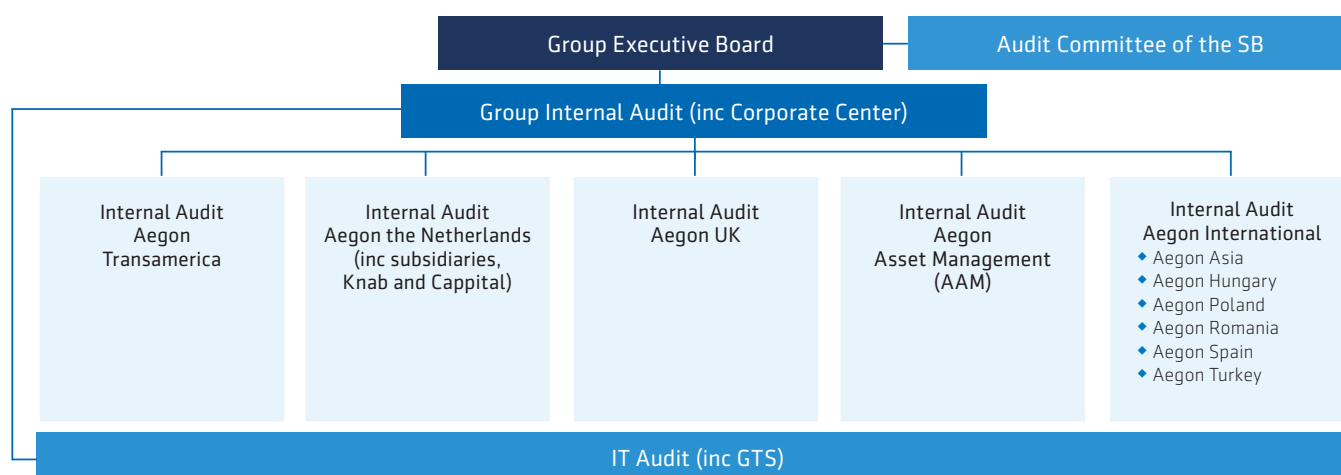 Group Executive Board
Audit Committee of the SB
Group Internal Audit (inc Corporate Center)
Internal Audit
Aegon
Transamerica
Internal Audit
Aegon the Netherlands
(inc subsidiaries,
Knab and Cappital)
Internal Audit
Aegon UK
Internal Audit
Aegon
Asset Management
(AAM)
Internal Audit
Aegon International
◆ Aegon Asia
◆ Aegon Hungary
◆ Aegon Poland
◆ Aegon Romania
◆ Aegon Spain
◆ Aegon Turkey
IT Audit (inc GTS)